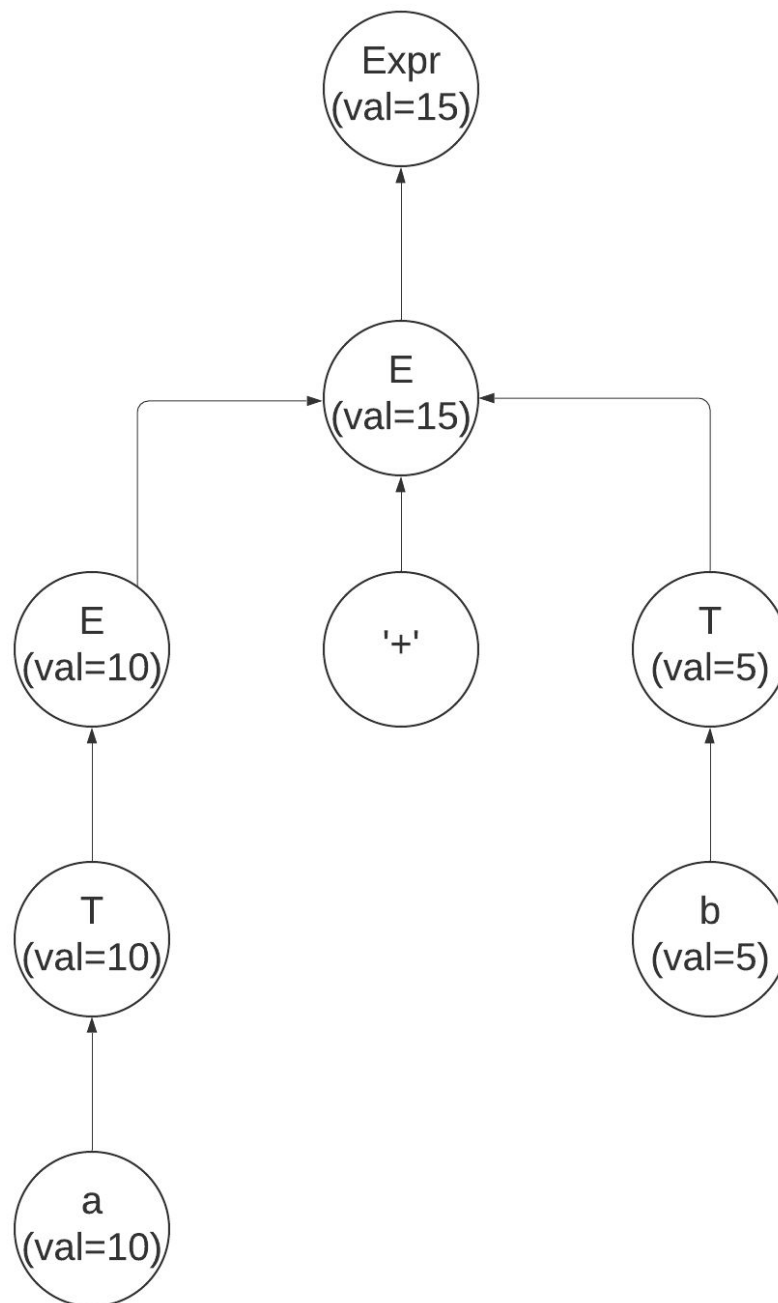 Expr
(val=15)
E
(val=15)
E
(val=10)
'+'
T
(val=5)
T
(val=10)
b
(val=5)
a
(val=10)